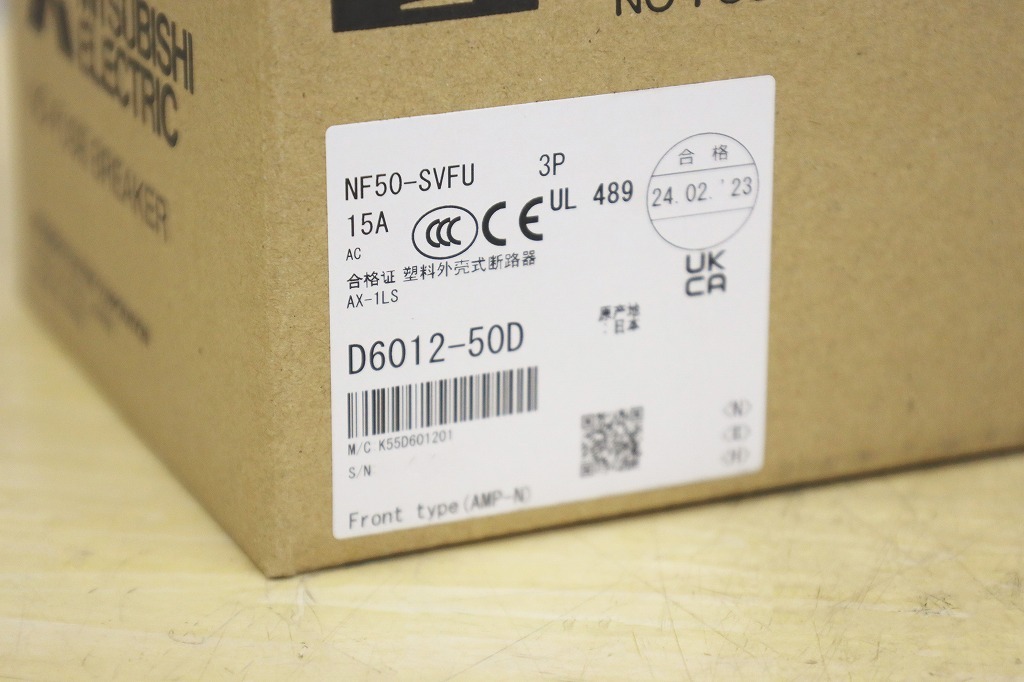 MITSUBISHI
ELECTRIC
BREAKER
NF50-SVFU 3P
15A CCC CE UL 489
AC
合格证 塑料外壳式断路器
AX-1LS
合 格
24.02.'23
UK
CA
D6012-50D
原产地
:日本
M/C K55D601201
S/N
<N>
<H>
Front type(AMP-N)